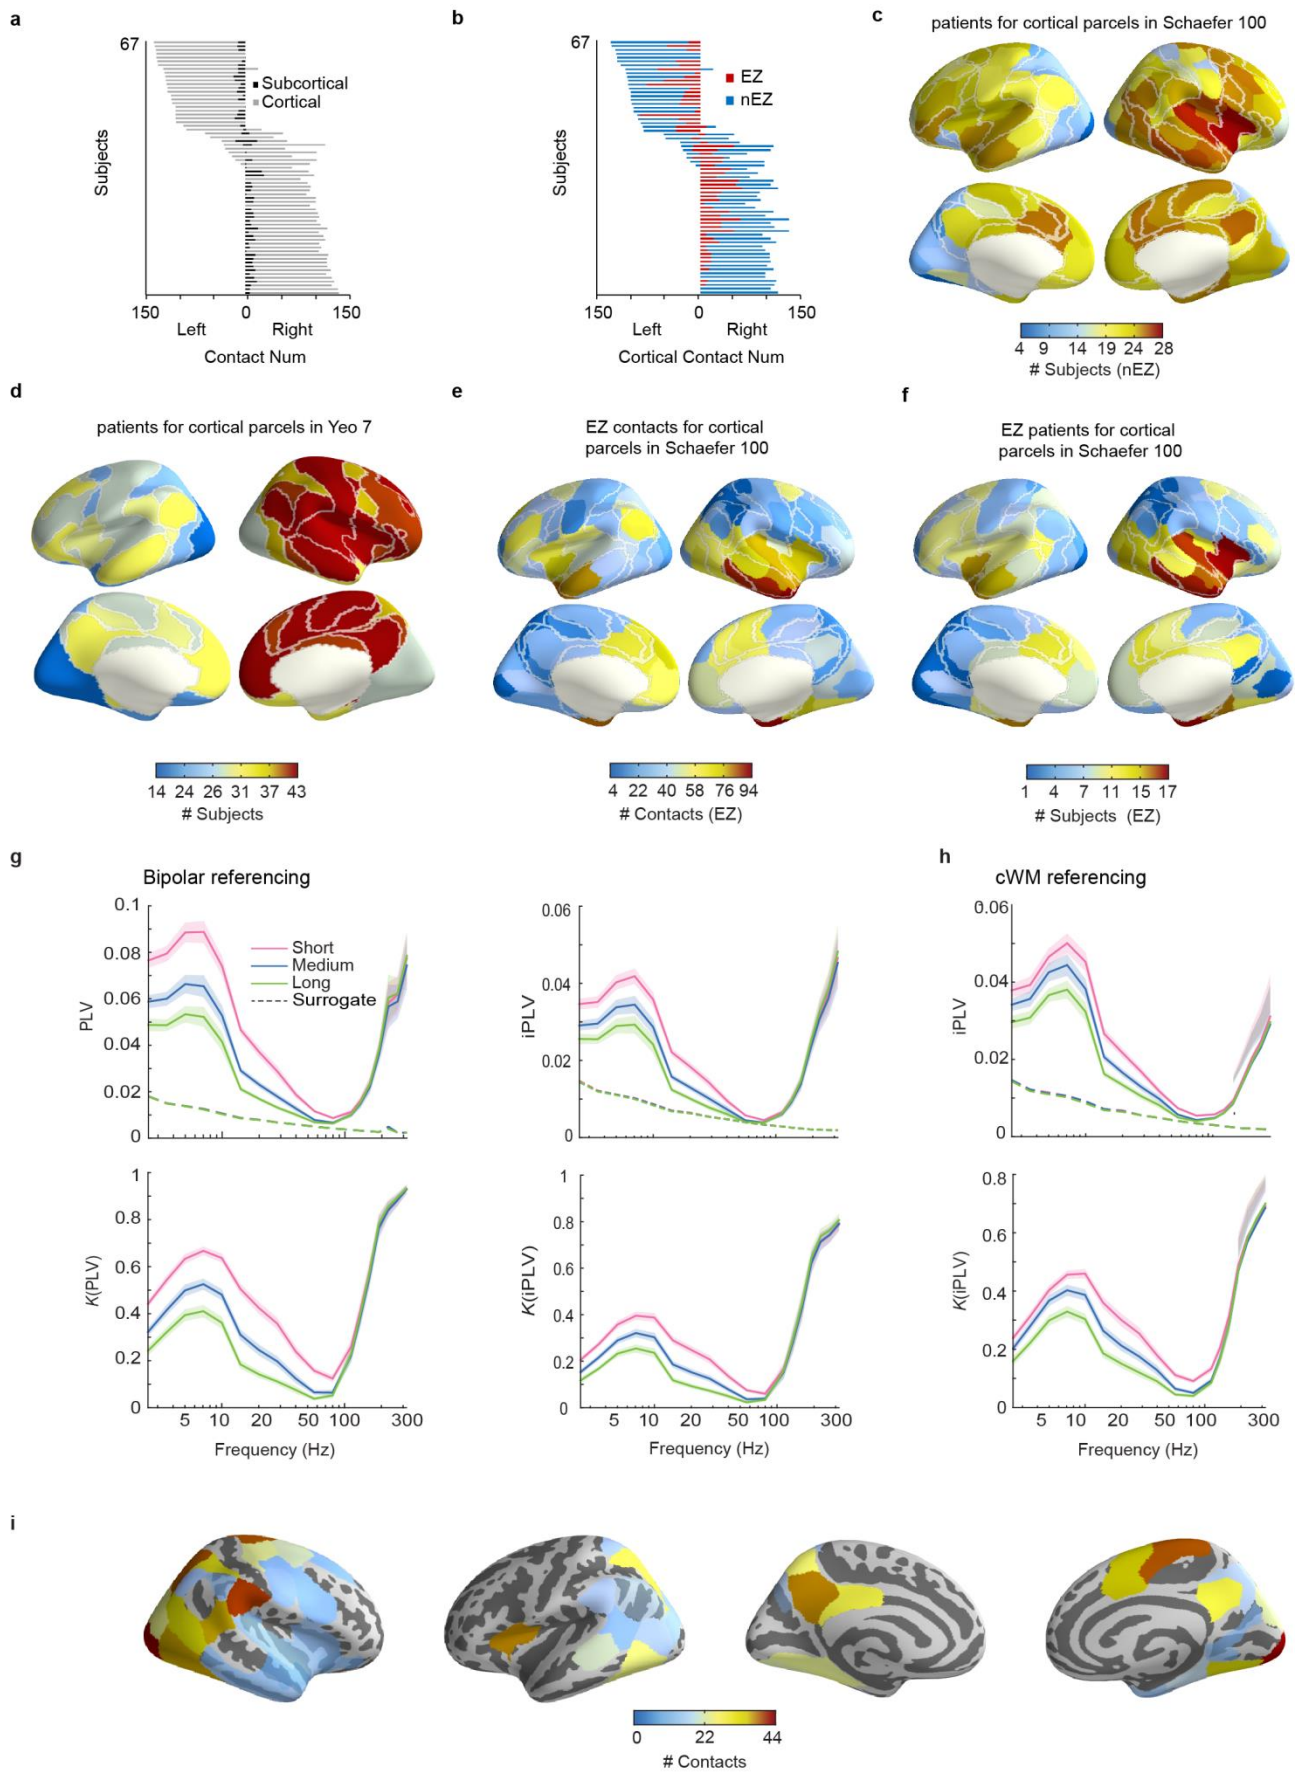 a
67
Subjects
Subcortical
Cortical
150 0 150
Left Right
Contact Num
b
67
Subjects
EZ
nEZ
150 0 150
Left Right
Cortical Contact Num
c
patients for cortical parcels in Schaefer 100
4 9 14 19 24 28
# Subjects (nEZ)
d
patients for cortical parcels in Yeo 7
14 24 26 31 37 43
# Subjects
e
EZ contacts for cortical
parcels in Schaefer 100
4 22 40 58 76 94
# Contacts (EZ)
f
EZ patients for cortical
parcels in Schaefer 100
1 4 7 11 15 17
# Subjects (EZ)
g
Bipolar referencing
0.1
0.08
0.06
0.04
0.02
0
PLV
Short
Medium
Long
Surrogate
0.06
0.04
0.02
0
iPLV
1
0.8
0.6
0.4
0.2
0
K(PLV)
5 10 20 50 100 300
Frequency (Hz)
1
0.8
0.6
0.4
0.2
0
K(iPLV)
5 10 20 50 100 300
Frequency (Hz)
h
cWM referencing
0.06
0.04
0.02
0
iPLV
0.8
0.6
0.4
0.2
0
K(iPLV)
5 10 20 50 100 300
Frequency (Hz)
i
0 22 44
# Contacts